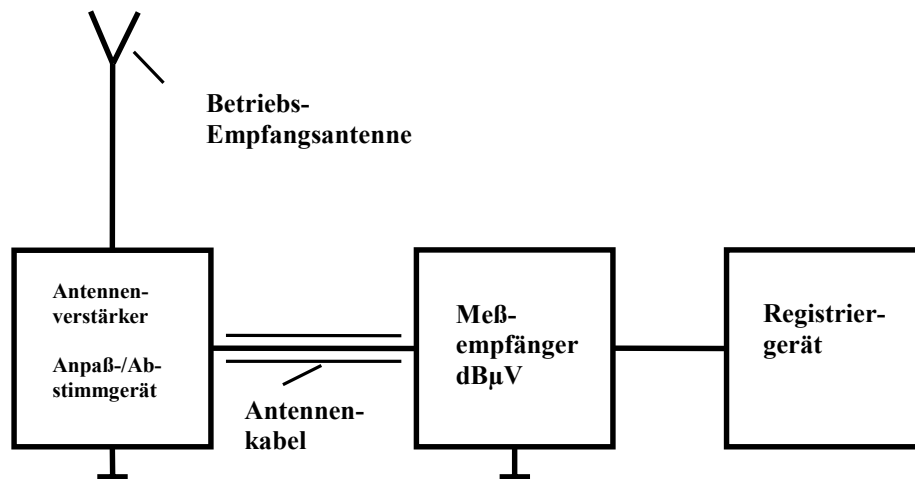 Betriebs-
Empfangsantenne
Antennen-
verstärker
Anpaß-/Ab-
stimmgerät
Antennen-
kabel
Meß-
empfänger
dBµV
Registrier-
gerät